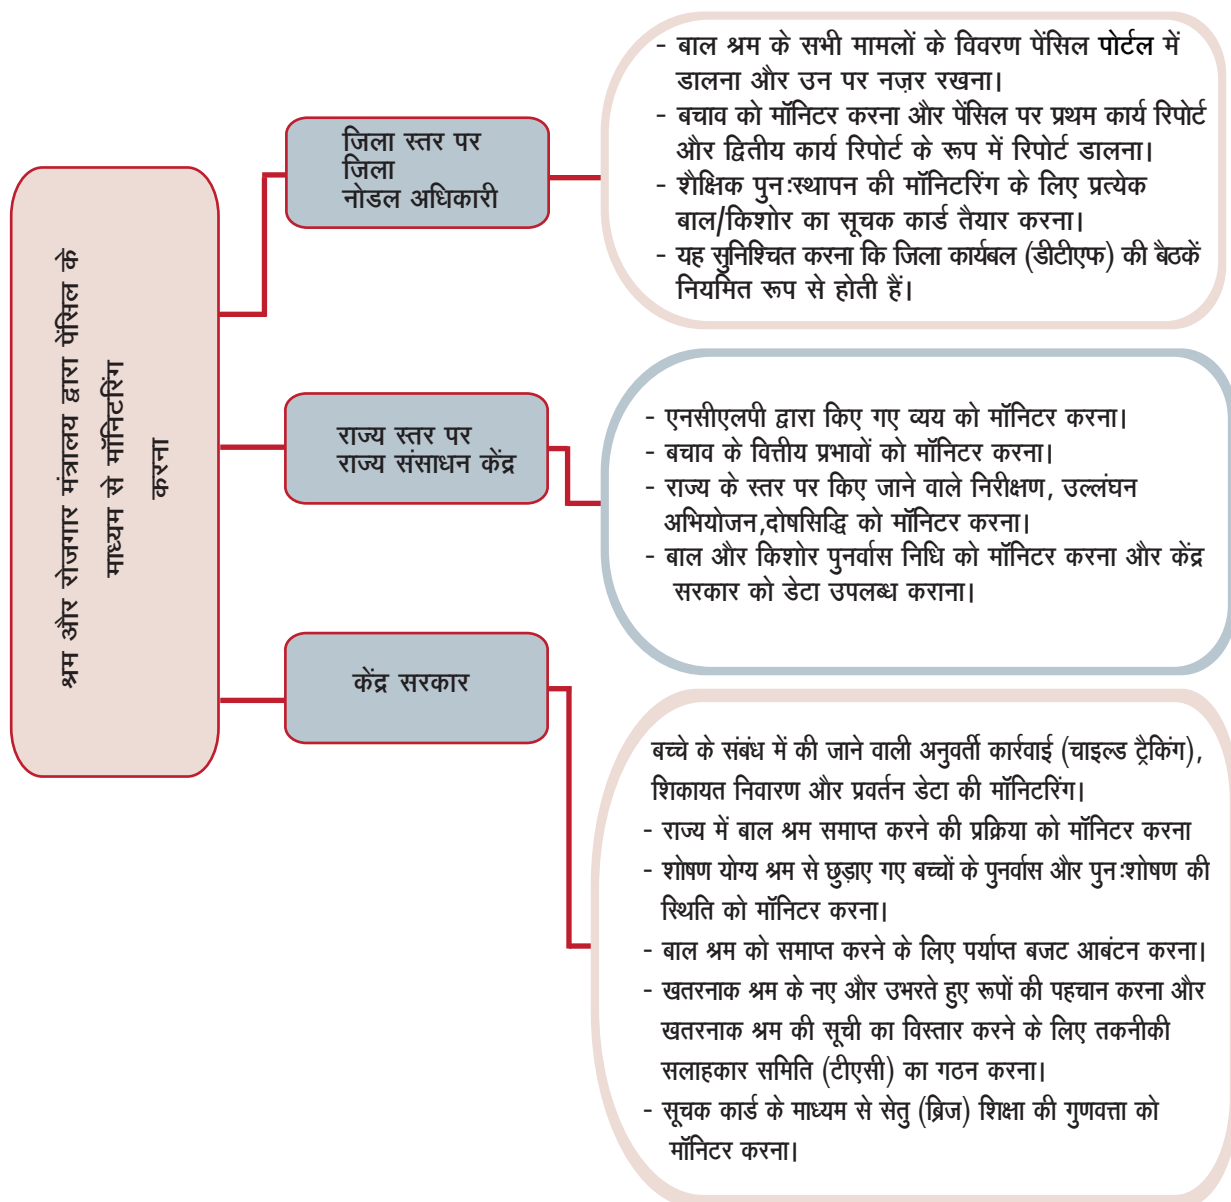 श्रम और रोजगार मंत्रालय द्वारा पेंसिल के
माध्यम से मॉनिटरिंग
करना
जिला स्तर पर
जिला
नोडल अधिकारी
- बाल श्रम के सभी मामलों के विवरण पेंसिल पोर्टल में
डालना और उन पर नज़र रखना।
- बचाव को मॉनिटर करना और पेंसिल पर प्रथम कार्य रिपोर्ट
और द्वितीय कार्य रिपोर्ट के रूप में रिपोर्ट डालना।
- शैक्षिक पुनःस्थापन की मॉनिटरिंग के लिए प्रत्येक
बाल/किशोर का सूचक कार्ड तैयार करना।
- यह सुनिश्चित करना कि जिला कार्यबल (डीटीएफ) की बैठकें
नियमित रूप से होती हैं।
राज्य स्तर पर
राज्य संसाधन केंद्र
- एनसीएलपी द्वारा किए गए व्यय को मॉनिटर करना।
- बचाव के वित्तीय प्रभावों को मॉनिटर करना।
- राज्य के स्तर पर किए जाने वाले निरीक्षण, उल्लंघन
अभियोजन,दोषसिद्धि को मॉनिटर करना।
- बाल और किशोर पुनर्वास निधि को मॉनिटर करना और केंद्र
सरकार को डेटा उपलब्ध कराना।
केंद्र सरकार
बच्चे के संबंध में की जाने वाली अनुवर्ती कार्रवाई (चाइल्ड ट्रैकिंग),
शिकायत निवारण और प्रवर्तन डेटा की मॉनिटरिंग।
- राज्य में बाल श्रम समाप्त करने की प्रक्रिया को मॉनिटर करना
- शोषण योग्य श्रम से छुड़ाए गए बच्चों के पुनर्वास और पुनःशोषण की
स्थिति को मॉनिटर करना।
- बाल श्रम को समाप्त करने के लिए पर्याप्त बजट आबंटन करना।
- खतरनाक श्रम के नए और उभरते हुए रूपों की पहचान करना और
खतरनाक श्रम की सूची का विस्तार करने के लिए तकनीकी
सलाहकार समिति (टीएसी) का गठन करना।
- सूचक कार्ड के माध्यम से सेतु (ब्रिज) शिक्षा की गुणवत्ता को
मॉनिटर करना।